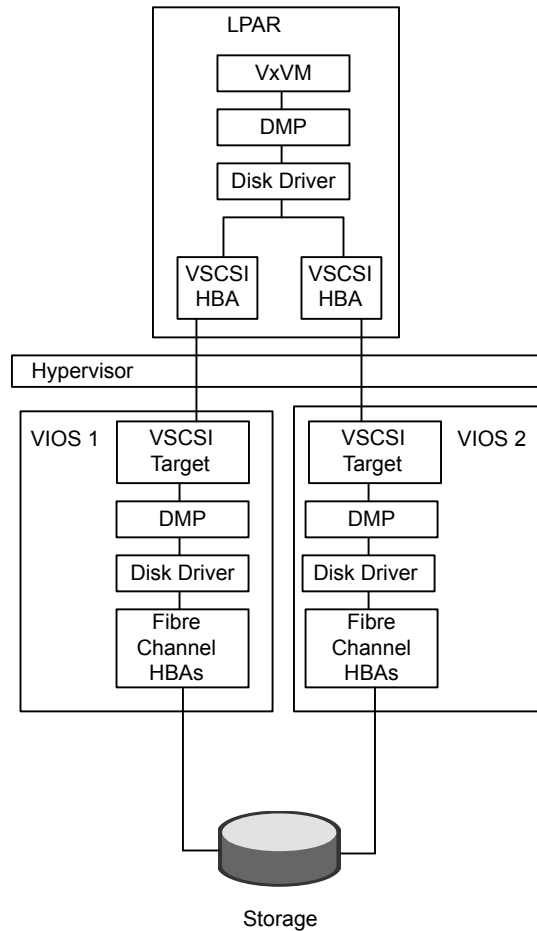 LPAR
VxVM
DMP
Disk Driver
VSCSI
HBA
VSCSI
HBA
Hypervisor
VIOS 1
VSCSI
Target
DMP
Disk Driver
Fibre
Channel
HBAs
VSCSI
Target
VIOS 2
DMP
Disk Driver
Fibre
Channel
HBAs
Storage